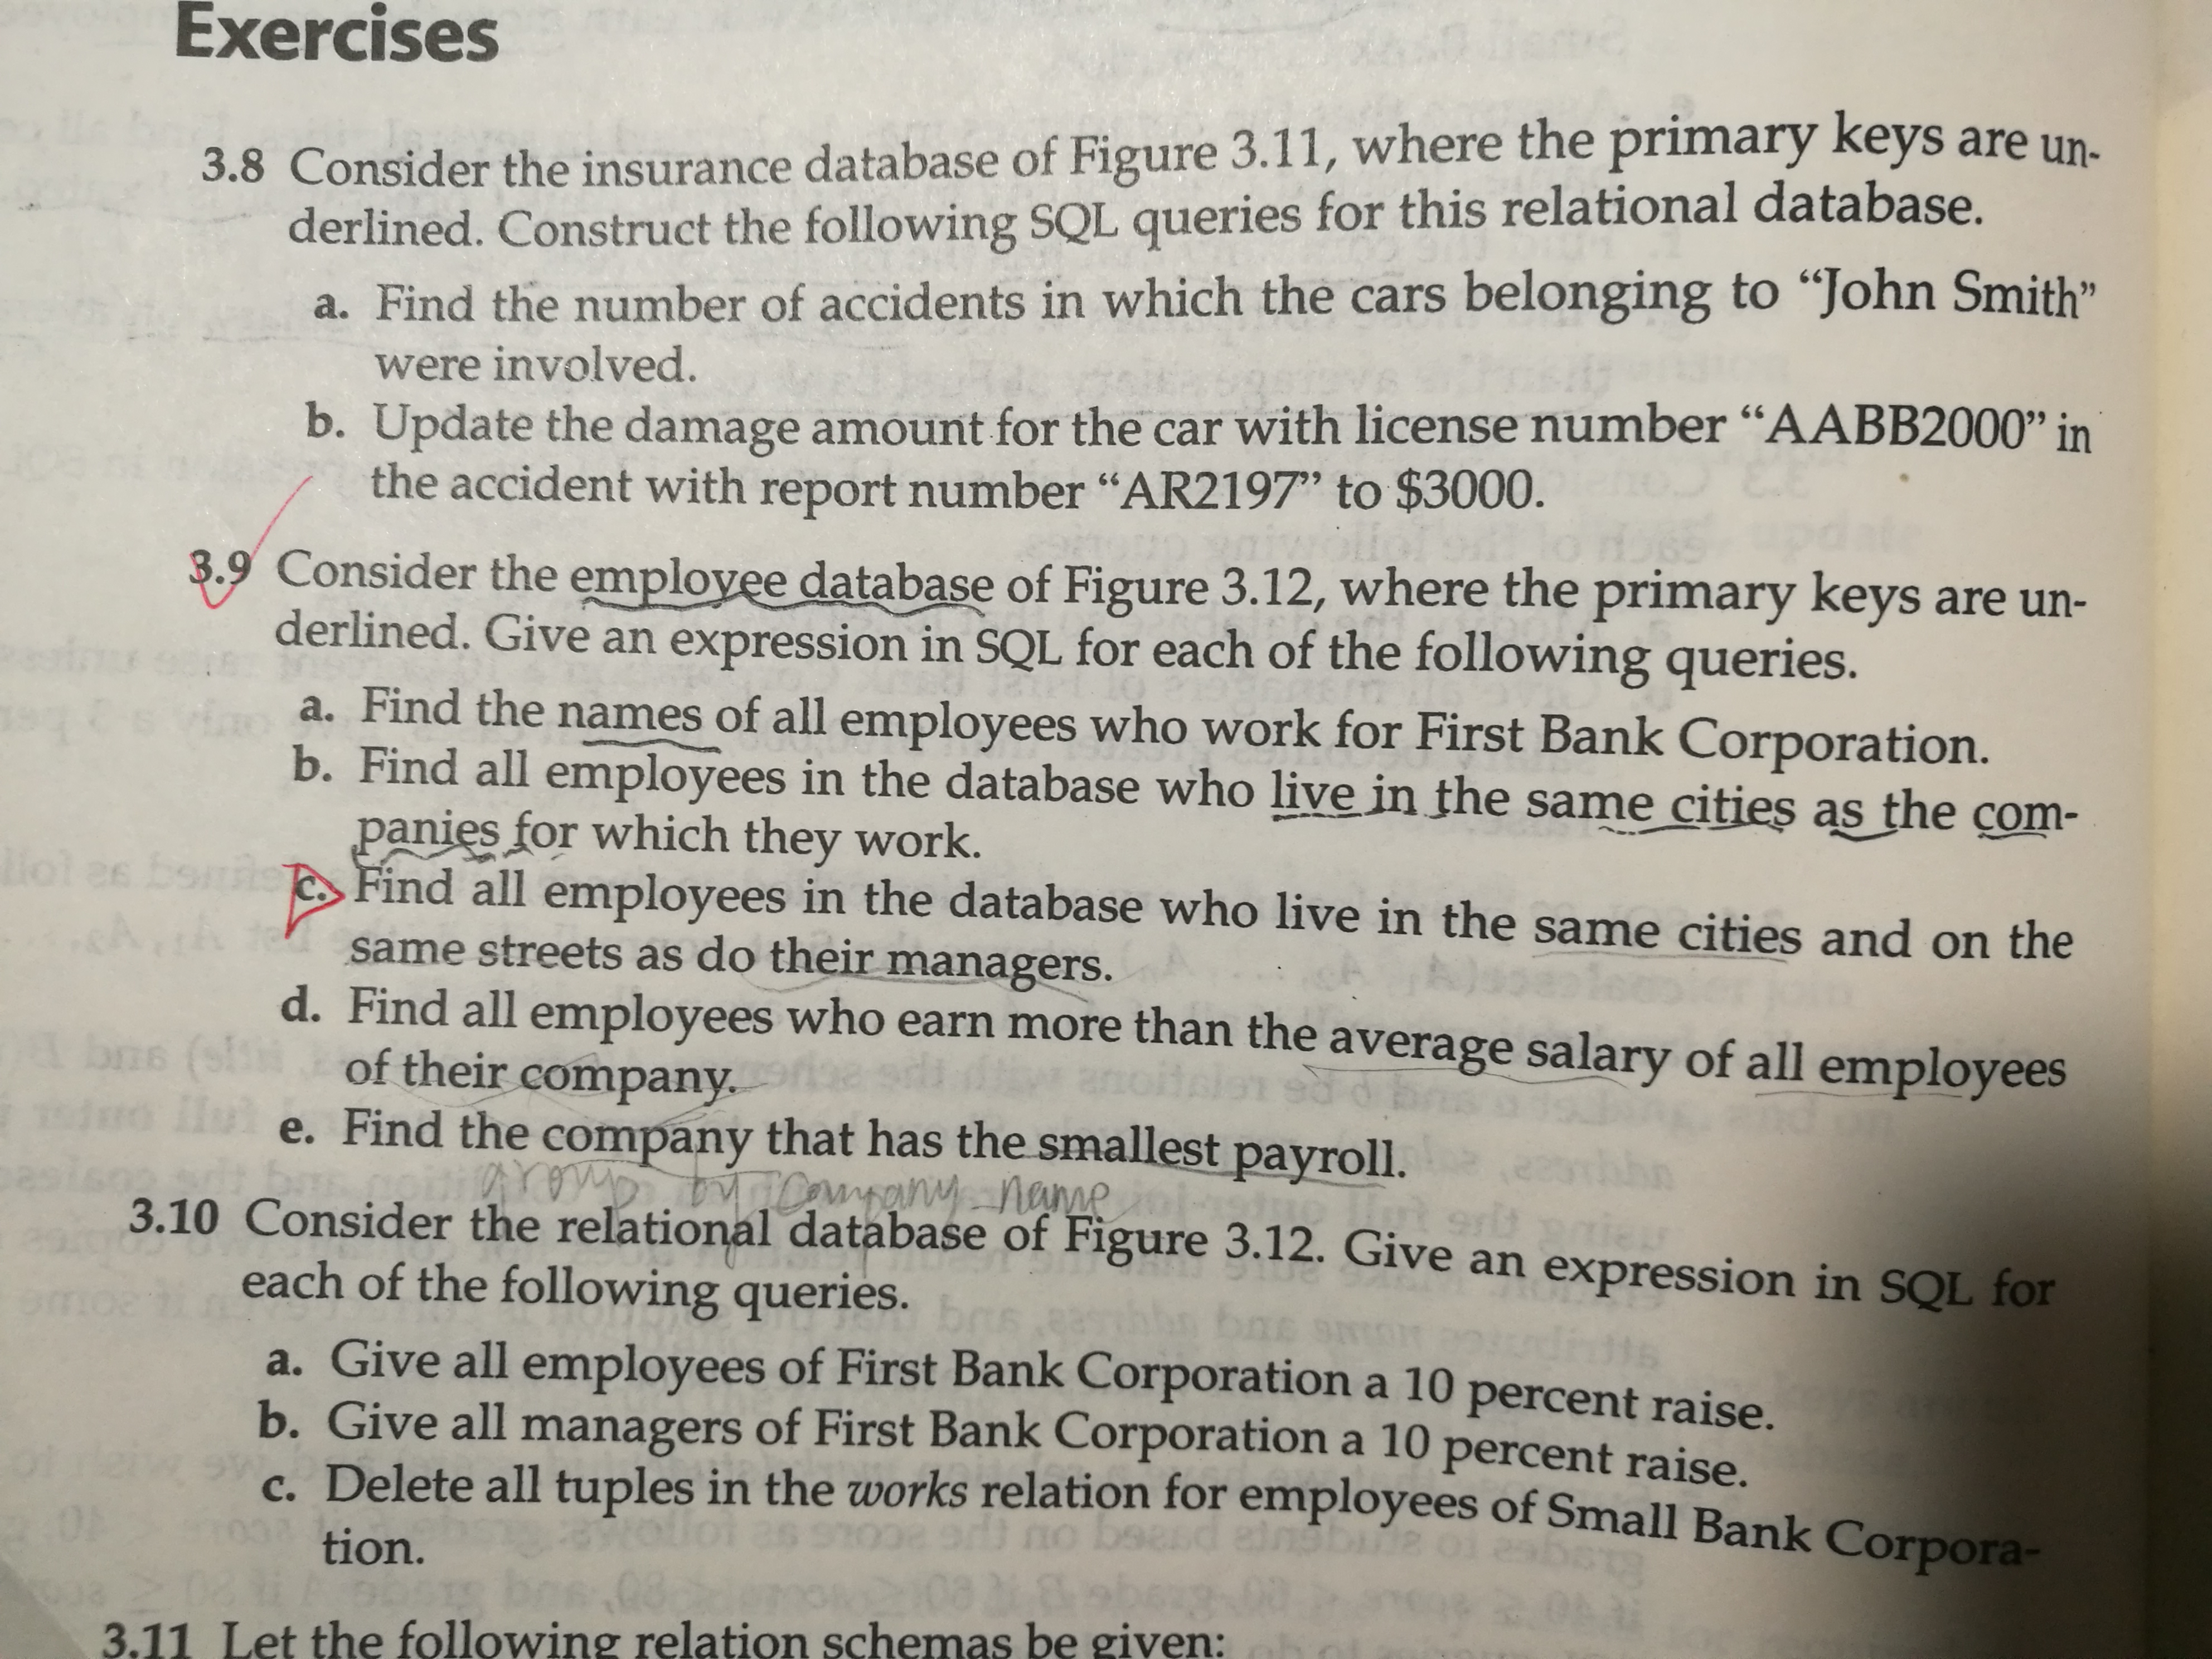 Exercises
3.8 Consider the insurance database of Figure 3.11, where the primary keys are un-
derlined. Construct the following SQL queries for this relational database.
a. Find the number of accidents in which the cars belonging to “John Smith”
were involved.
b. Update the damage amount for the car with license number “AABB2000” in
the accident with report number “AR2197” to $3000.
3.9 Consider the employee database of Figure 3.12, where the primary keys are un-
derlined. Give an expression in SQL for each of the following queries.
a. Find the names of all employees who work for First Bank Corporation.
b. Find all employees in the database who live in the same cities as the com-
panies for which they work.
c. Find all employees in the database who live in the same cities and on the
same streets as do their managers.
d. Find all employees who earn more than the average salary of all employees
of their company.
e. Find the company that has the smallest payroll.
group by company_name
3.10 Consider the relational database of Figure 3.12. Give an expression in SQL for
each of the following queries.
a. Give all employees of First Bank Corporation a 10 percent raise.
b. Give all managers of First Bank Corporation a 10 percent raise.
c. Delete all tuples in the works relation for employees of Small Bank Corpora-
tion.
3.11 Let the following relation schemas be given: